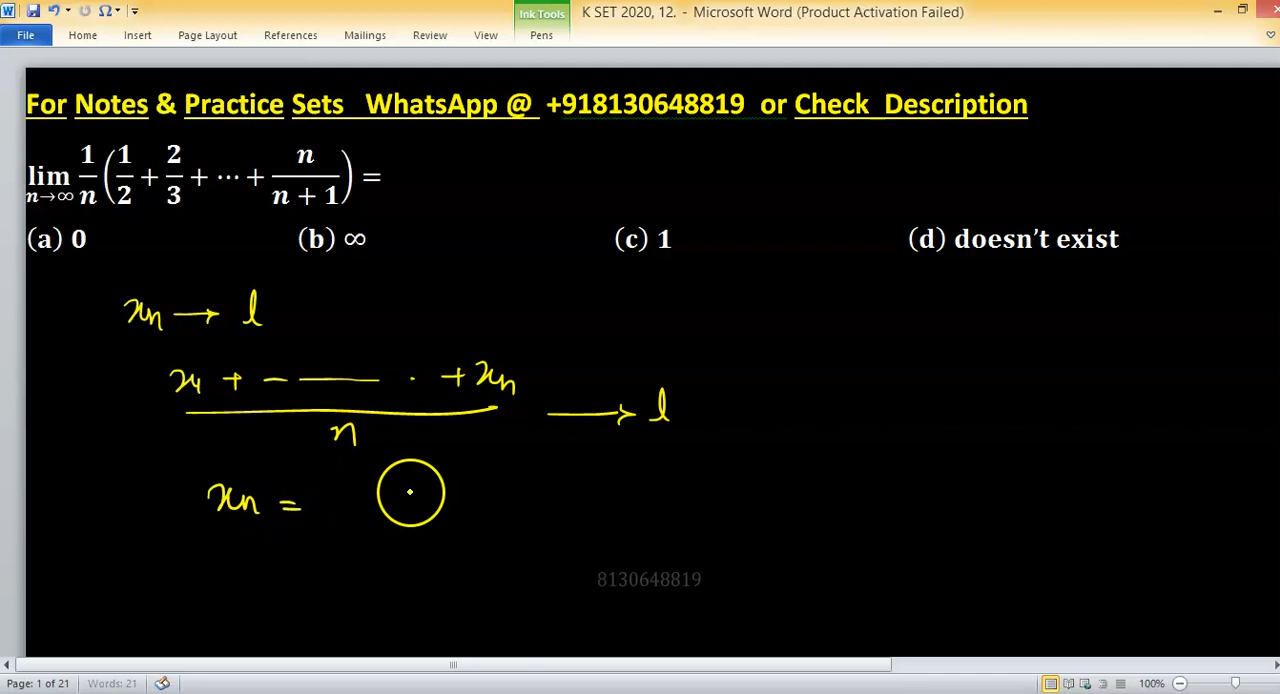 K SET 2020, 12. - Microsoft Word (Product Activation Failed)
Ink Tools
File Home Insert Page Layout References Mailings Review View Pens
For Notes & Practice Sets WhatsApp @ +918130648819 or Check Description
lim n→∞ 1/n (1/2 + 2/3 + ⋯ + n/(n + 1)) =
(a) 0 (b) ∞ (c) 1 (d) doesn't exist
xn → l
x1 + - — . + xn / n → l
xn =
8130648819
Page: 1 of 21 Words: 21 100%